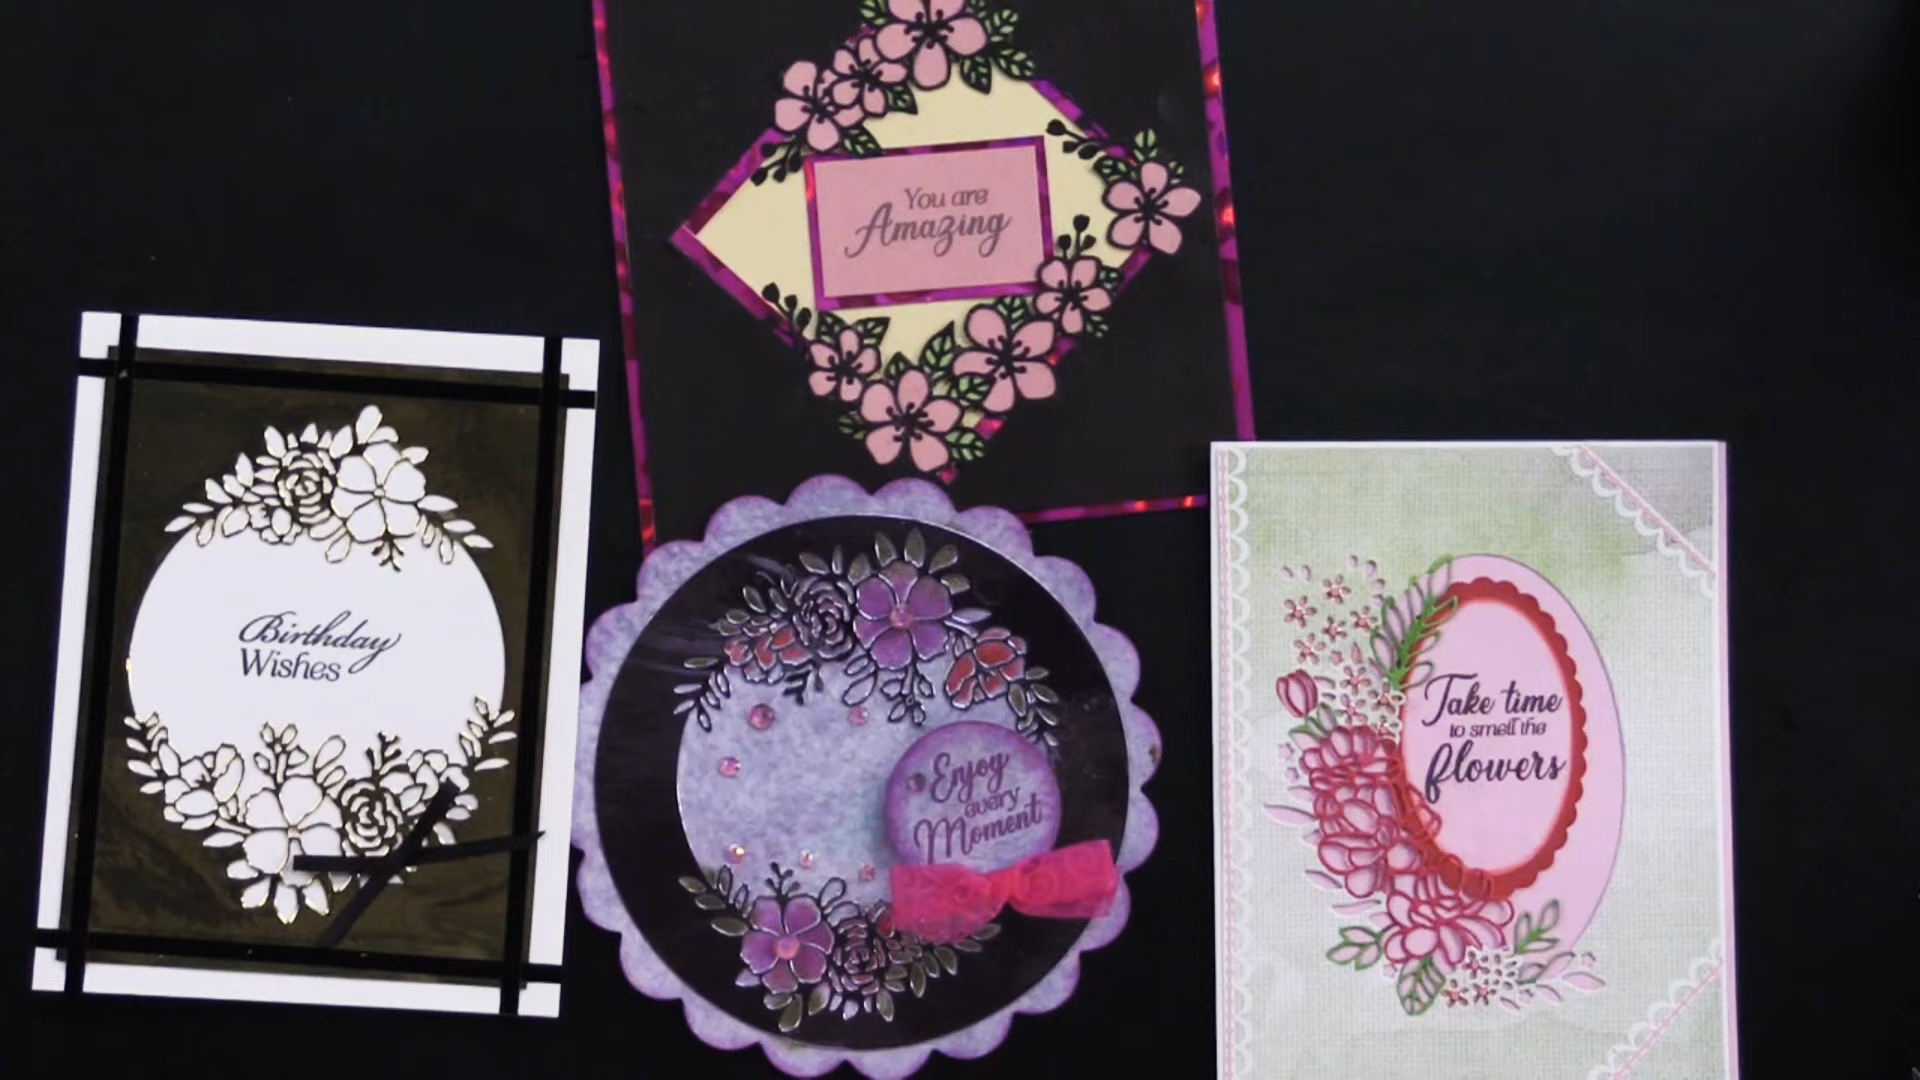 You are
Amazing
Birthday
Wishes
Enjoy
every
Moment
Take time
to smell the
flowers